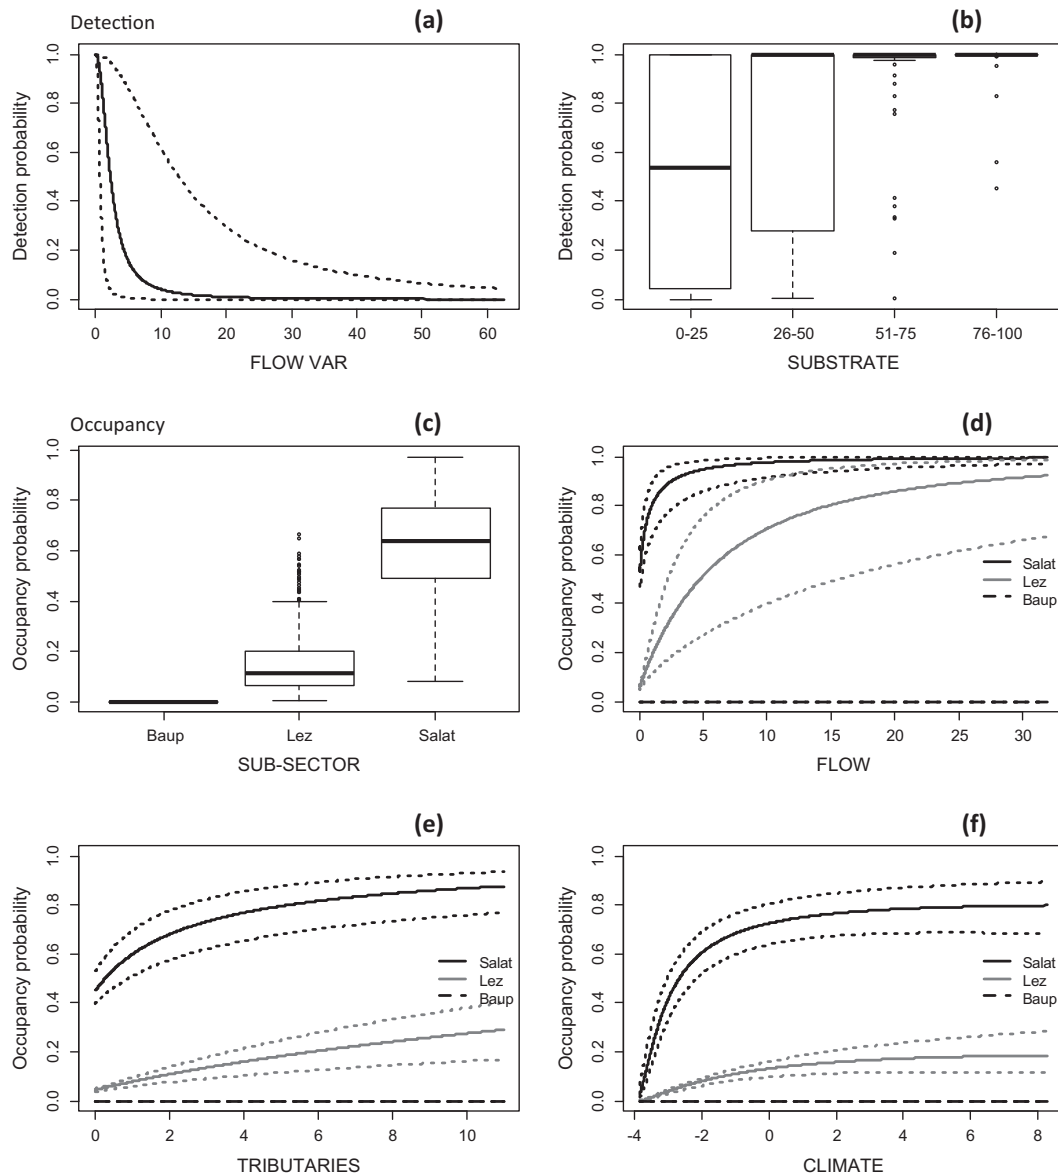 Detection
(a)
(b)
1.0
0.8
0.6
0.4
0.2
0.0
Detection probability
0 10 20 30 40 50 60
FLOW VAR
1.0
0.8
0.6
0.4
0.2
0.0
Detection probability
0-25 26-50 51-75 76-100
SUBSTRATE
Occupancy
(c)
(d)
1.0
0.8
0.6
0.4
0.2
0.0
Occupancy probability
Baup Lez Salat
SUB-SECTOR
1.0
0.8
0.6
0.4
0.2
0.0
Occupancy probability
Salat
Lez
Baup
0 5 10 15 20 25 30
FLOW
(e)
(f)
1.0
0.8
0.6
0.4
0.2
0.0
Occupancy probability
Salat
Lez
Baup
0 2 4 6 8 10
TRIBUTARIES
1.0
0.8
0.6
0.4
0.2
0.0
Occupancy probability
Salat
Lez
Baup
-4 -2 0 2 4 6 8
CLIMATE